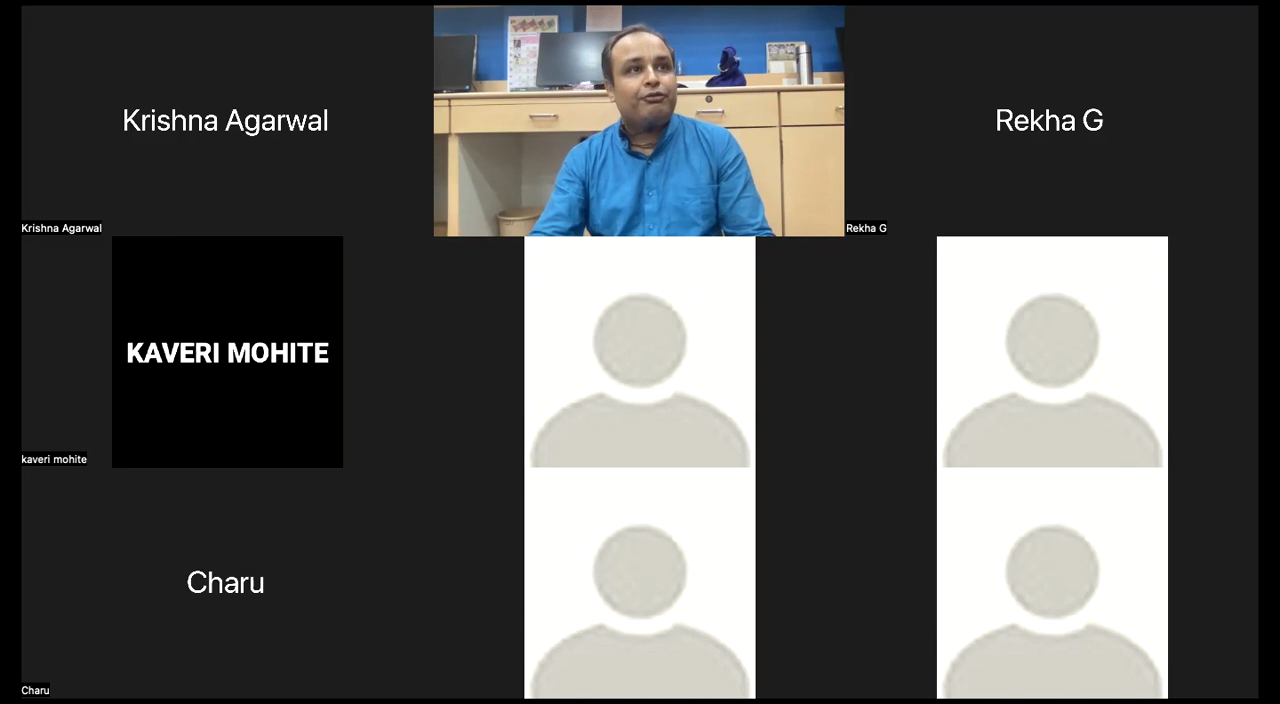 Krishna Agarwal
Rekha G
Krishna Agarwal
Rekha G
KAVERI MOHITE
kaveri mohite
Charu
Charu